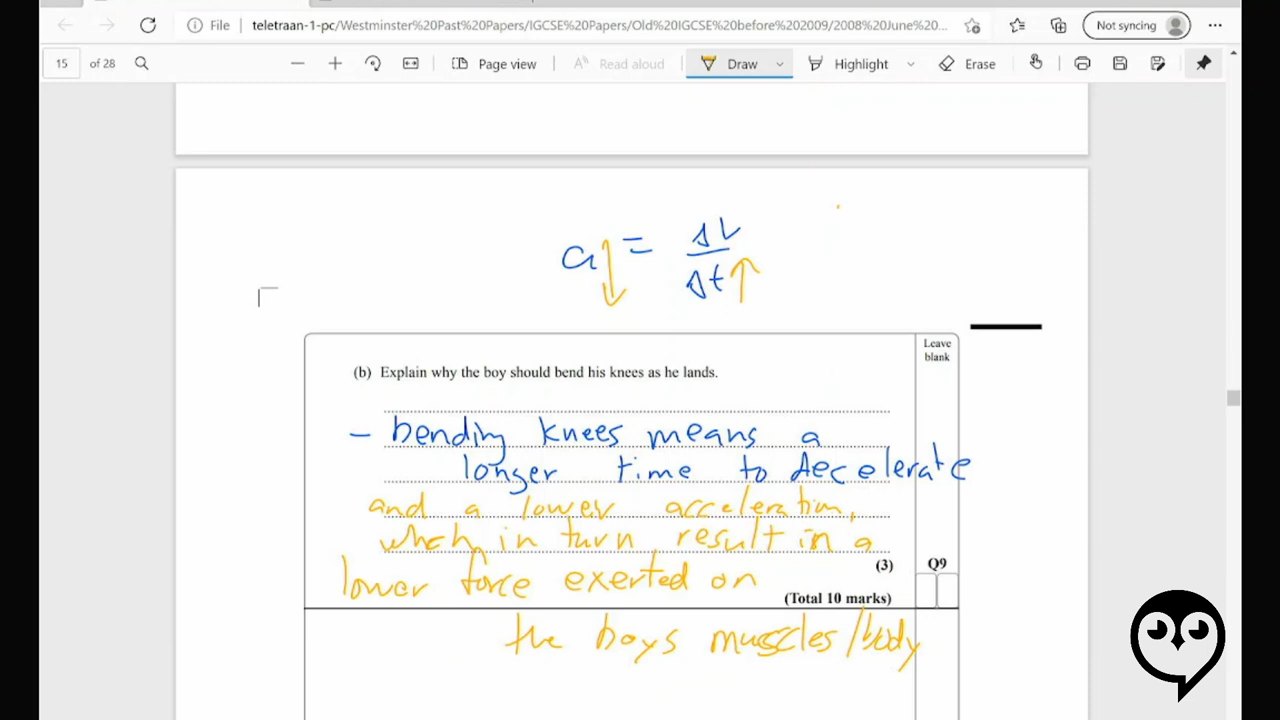 File
teletraan-1-pc/Westminster%20Past%20Papers/IGCSE%20Papers/Old%20IGCSE%20before%202009/2008%20June%20...
Not syncing
15 of 28
Page view
Read aloud
Draw
Highlight
Erase
a = ΔV
Δt
Leave
blank
(b) Explain why the boy should bend his knees as he lands.
- bending knees means a
longer time to decelerate
and a lower acceleration,
which in turn result in a
lower force exerted on
(3)
Q9
(Total 10 marks)
the boys muscles/body